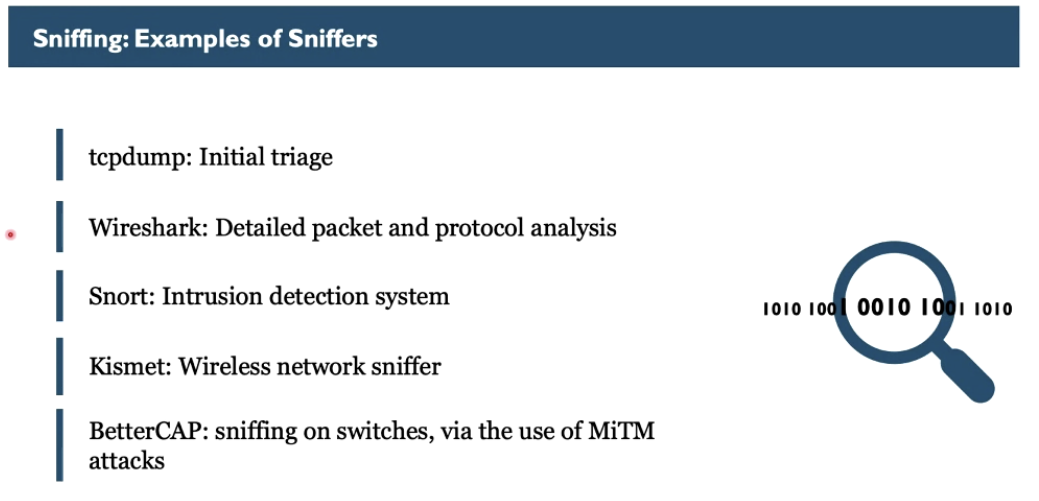 Sniffing: Examples of Sniffers
tcpdump: Initial triage
Wireshark: Detailed packet and protocol analysis
Snort: Intrusion detection system
1010 1001 0010 1001 1010
Kismet: Wireless network sniffer
BetterCAP: sniffing on switches, via the use of MiTM
attacks